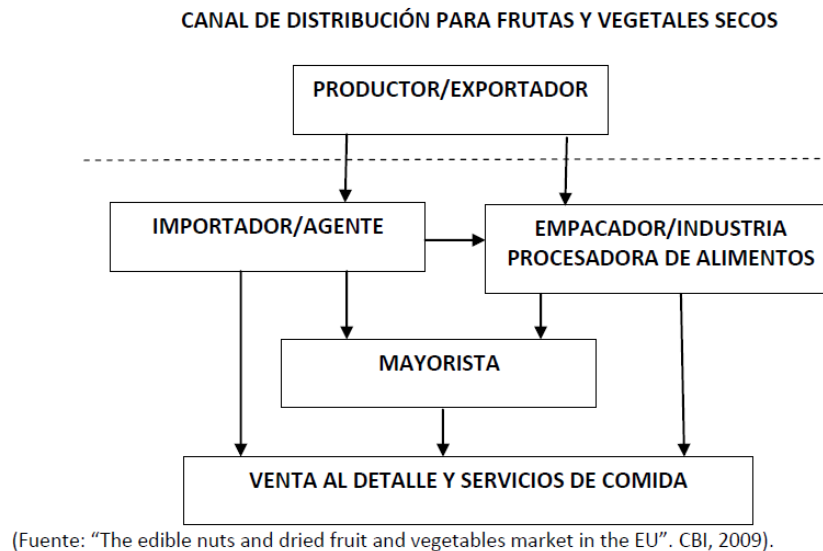 CANAL DE DISTRIBUCIÓN PARA FRUTAS Y VEGETALES SECOS
PRODUCTOR/EXPORTADOR
IMPORTADOR/AGENTE
EMPACADOR/INDUSTRIA
PROCESADORA DE ALIMENTOS
MAYORISTA
VENTA AL DETALLE Y SERVICIOS DE COMIDA
(Fuente: “The edible nuts and dried fruit and vegetables market in the EU”. CBI, 2009).